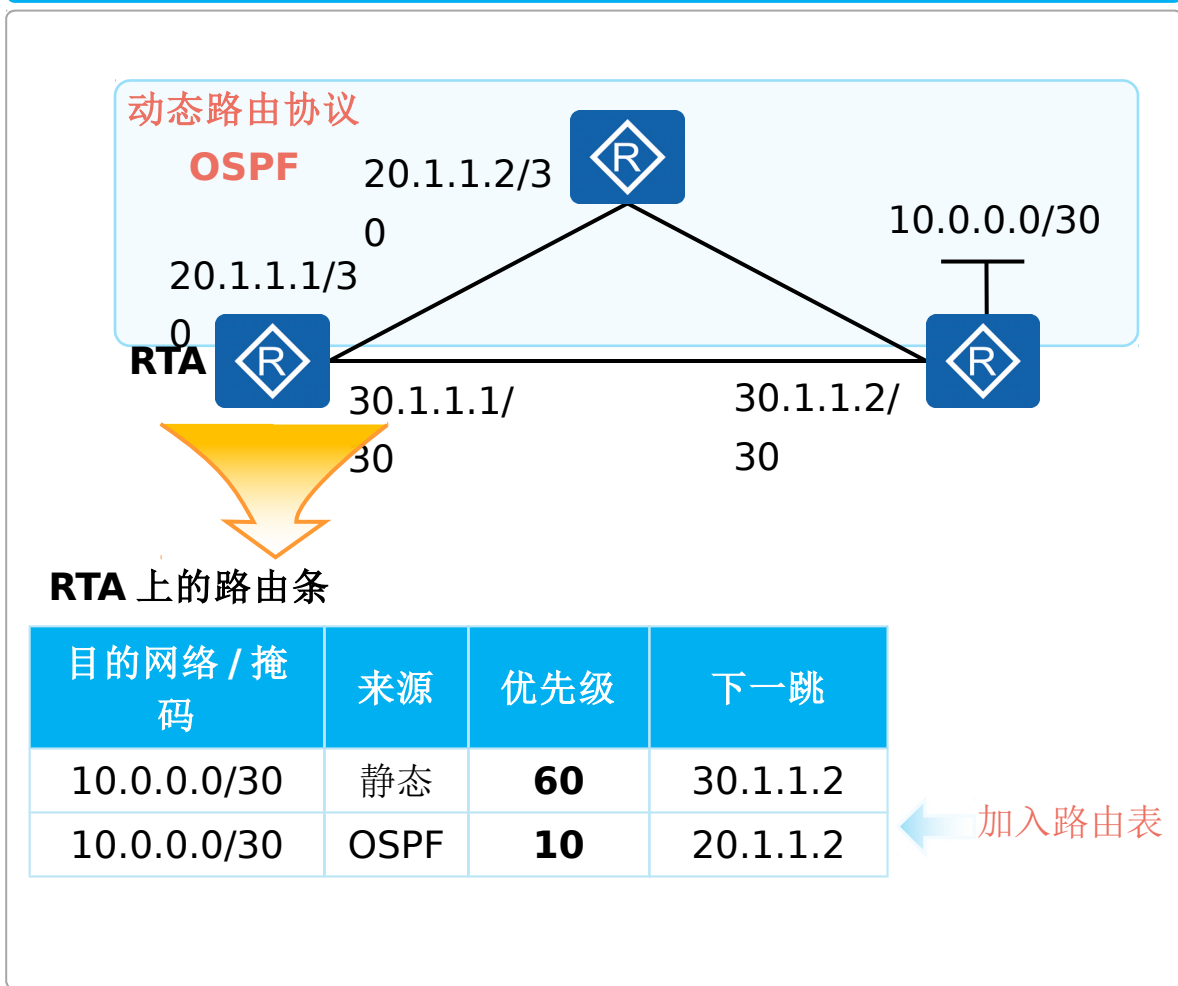 动态路由协议
OSPF
20.1.1.2/3
0
R
10.0.0.0/30
20.1.1.1/3
0
RTA
R
R
30.1.1.1/
30
30.1.1.2/
30
RTA 上的路由条
目的网络 / 掩
码
来源
优先级
下一跳
10.0.0.0/30 静态 60 30.1.1.2
10.0.0.0/30 OSPF 10 20.1.1.2
加入路由表